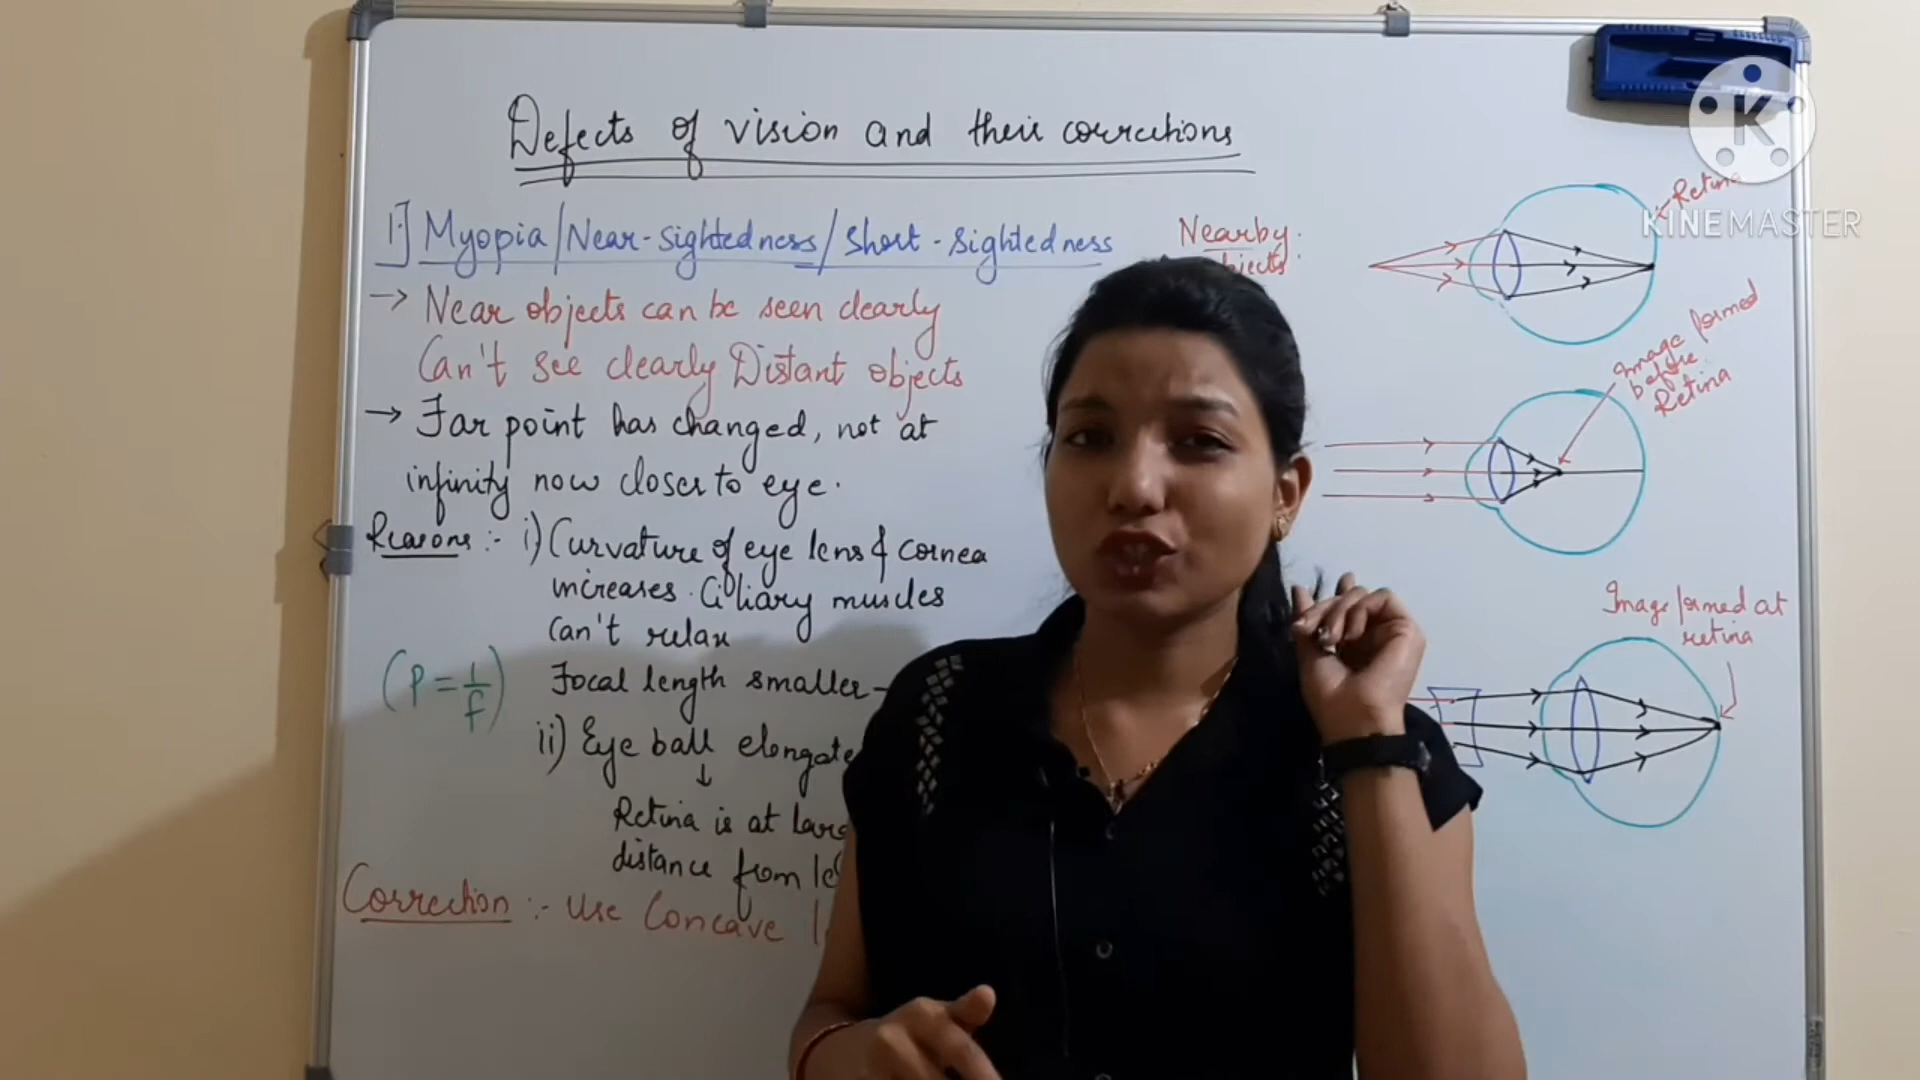 Defects of vision and their corrections
1.] Myopia/Near-sightedness/short-sightedness
→ Near objects can be seen clearly
Can't see clearly Distant objects
→ Far point has changed, not at
infinity now closer to eye.
Reasons:- i) Curvature of eye lens & cornea
increases. Ciliary muscles
can't relax
(P = 1/f)
Focal length smaller-
ii) Eye ball elongate
↓
Retina is at
distance from
Correction:- Use Concave
Nearby:
Retina
Image formed
before
Retina
Image formed at
retina
K
KINEMASTER